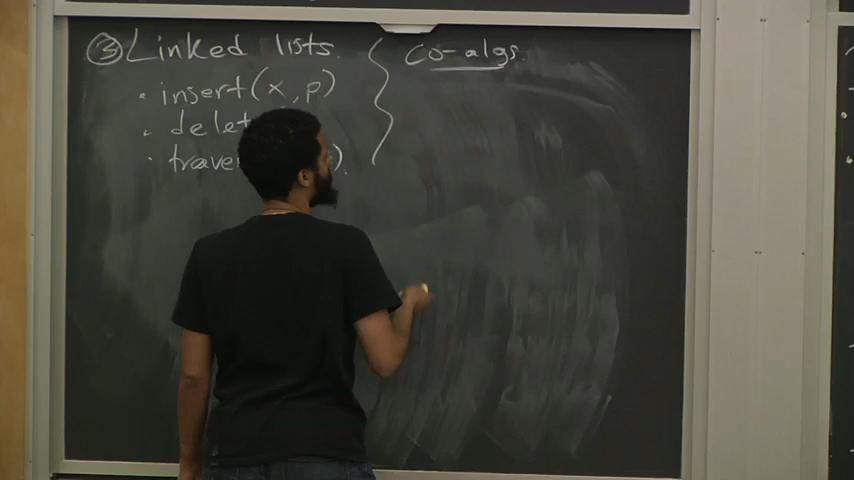 ③ Linked lists.
• insert(x, p)
• delet
• trave ).
co-algs.